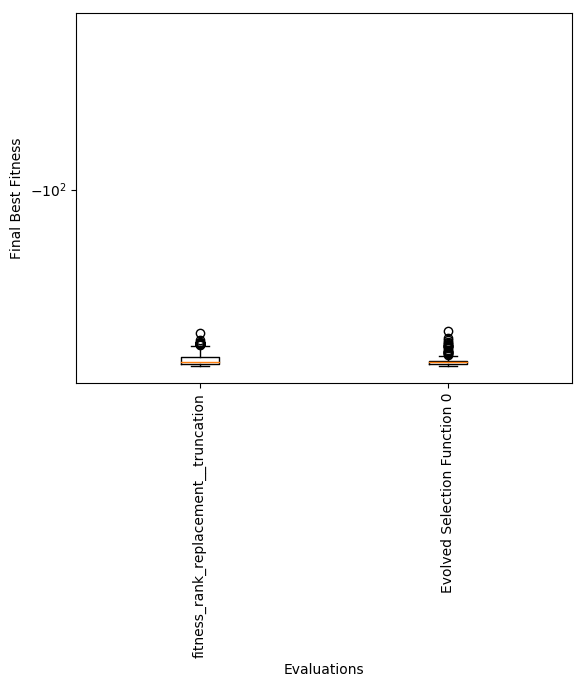 Final Best Fitness
−10²
fitness_rank_replacement__truncation
Evolved Selection Function 0
Evaluations